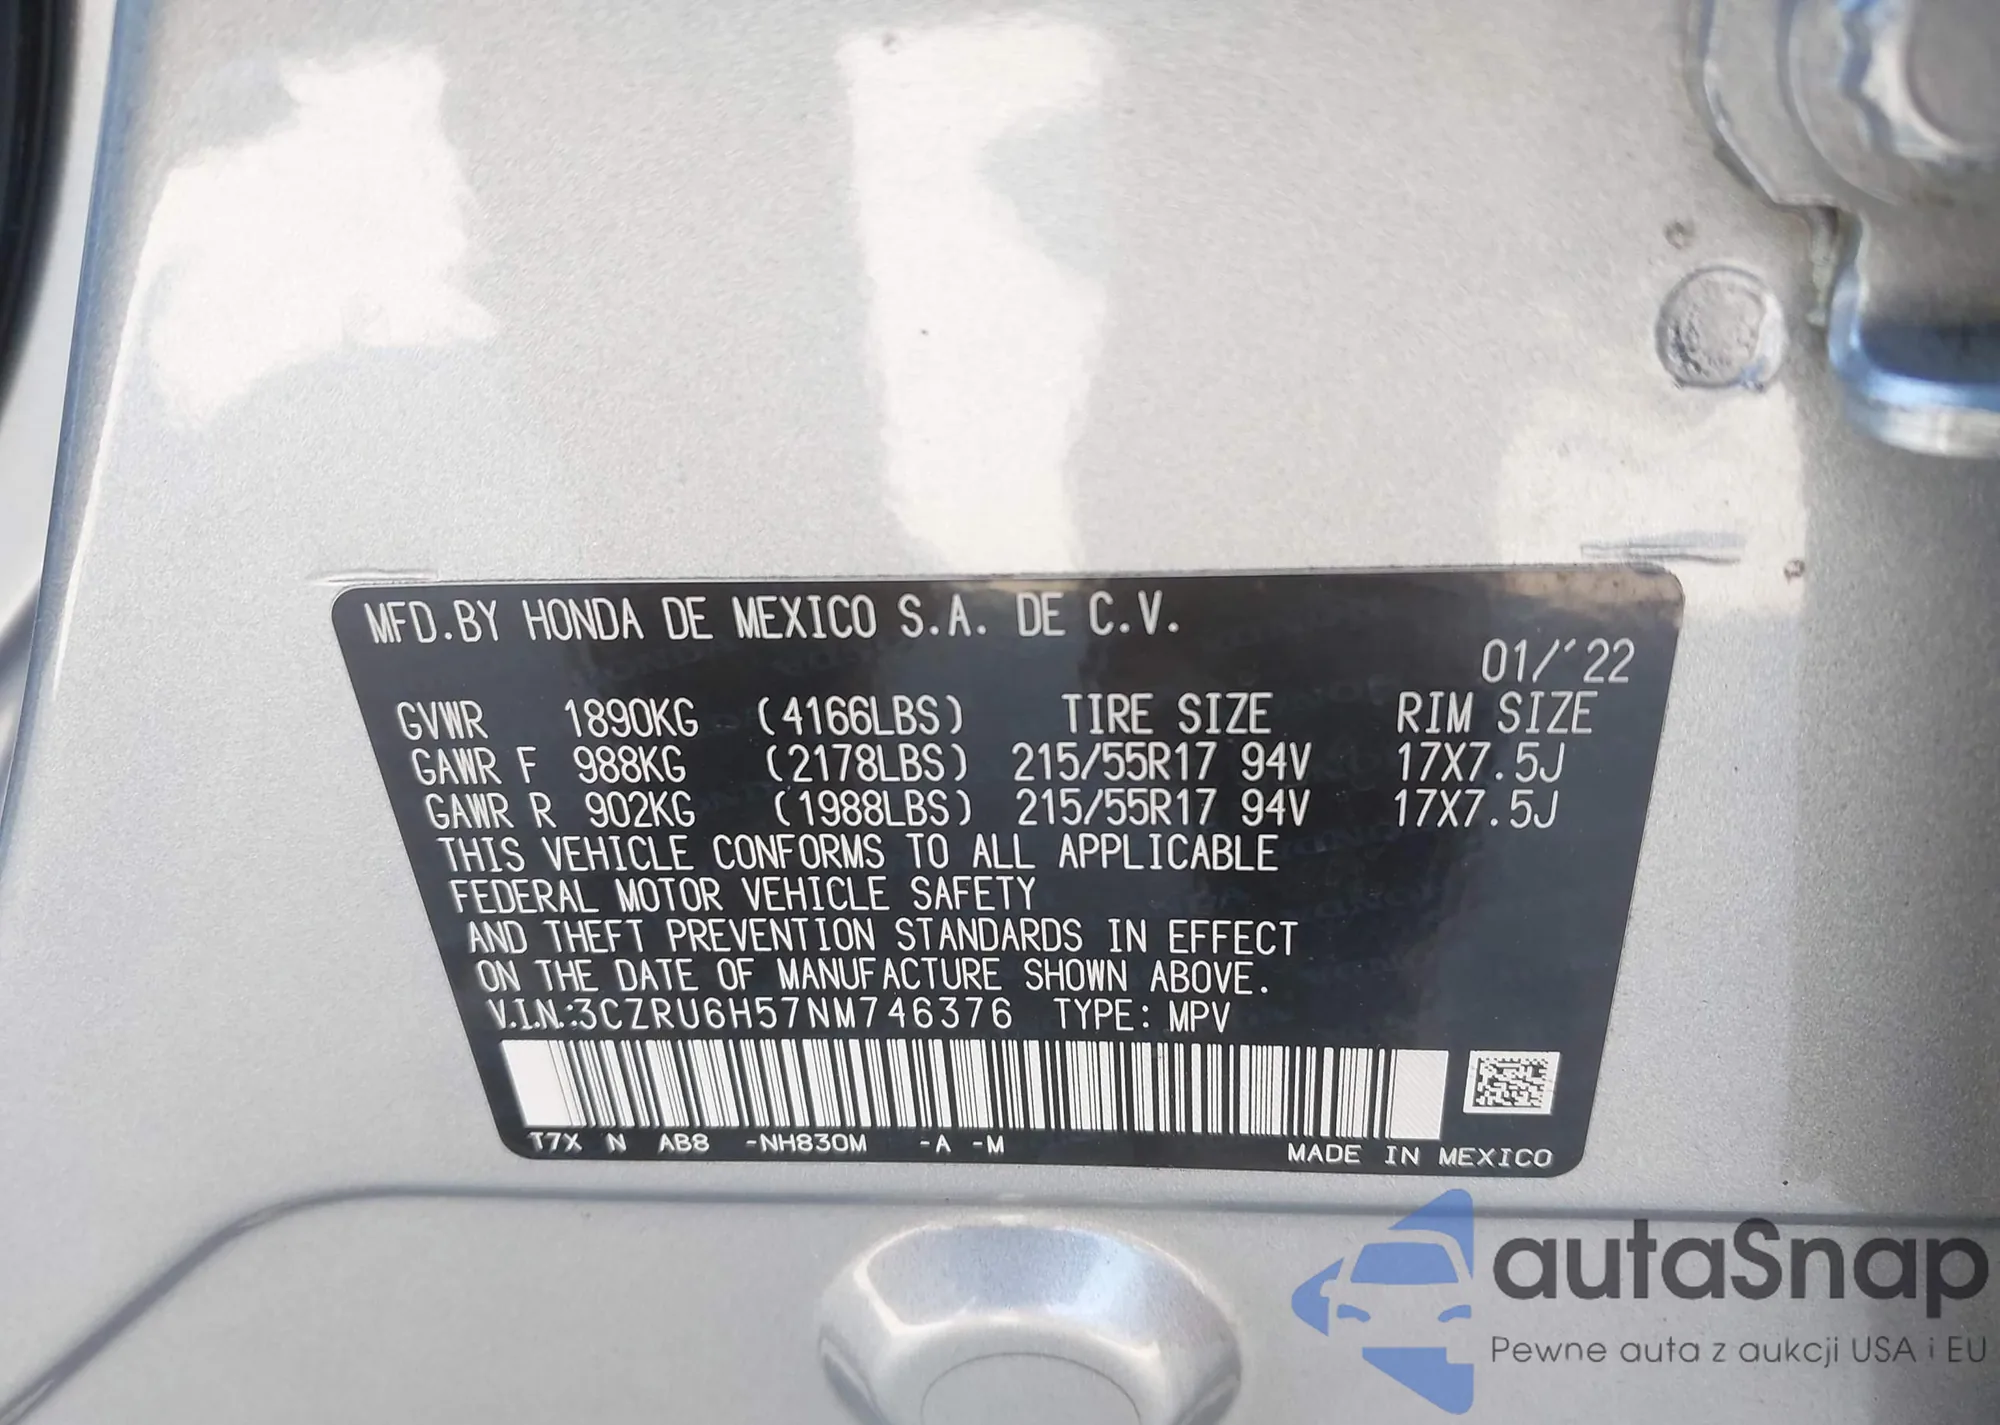 MFD.BY HONDA DE MEXICO S.A. DE C.V.
01/'22
GVWR 1890KG (4166LBS) TIRE SIZE RIM SIZE
GAWR F 988KG (2178LBS) 215/55R17 94V 17X7.5J
GAWR R 902KG (1988LBS) 215/55R17 94V 17X7.5J
THIS VEHICLE CONFORMS TO ALL APPLICABLE
FEDERAL MOTOR VEHICLE SAFETY
AND THEFT PREVENTION STANDARDS IN EFFECT
ON THE DATE OF MANUFACTURE SHOWN ABOVE.
V.I.N.:3CZRU6H57NM746376 TYPE: MPV
T7X N AB8 -NH830M -A -M MADE IN MEXICO
autaSnap
Pewne auta z aukcji USA i EU